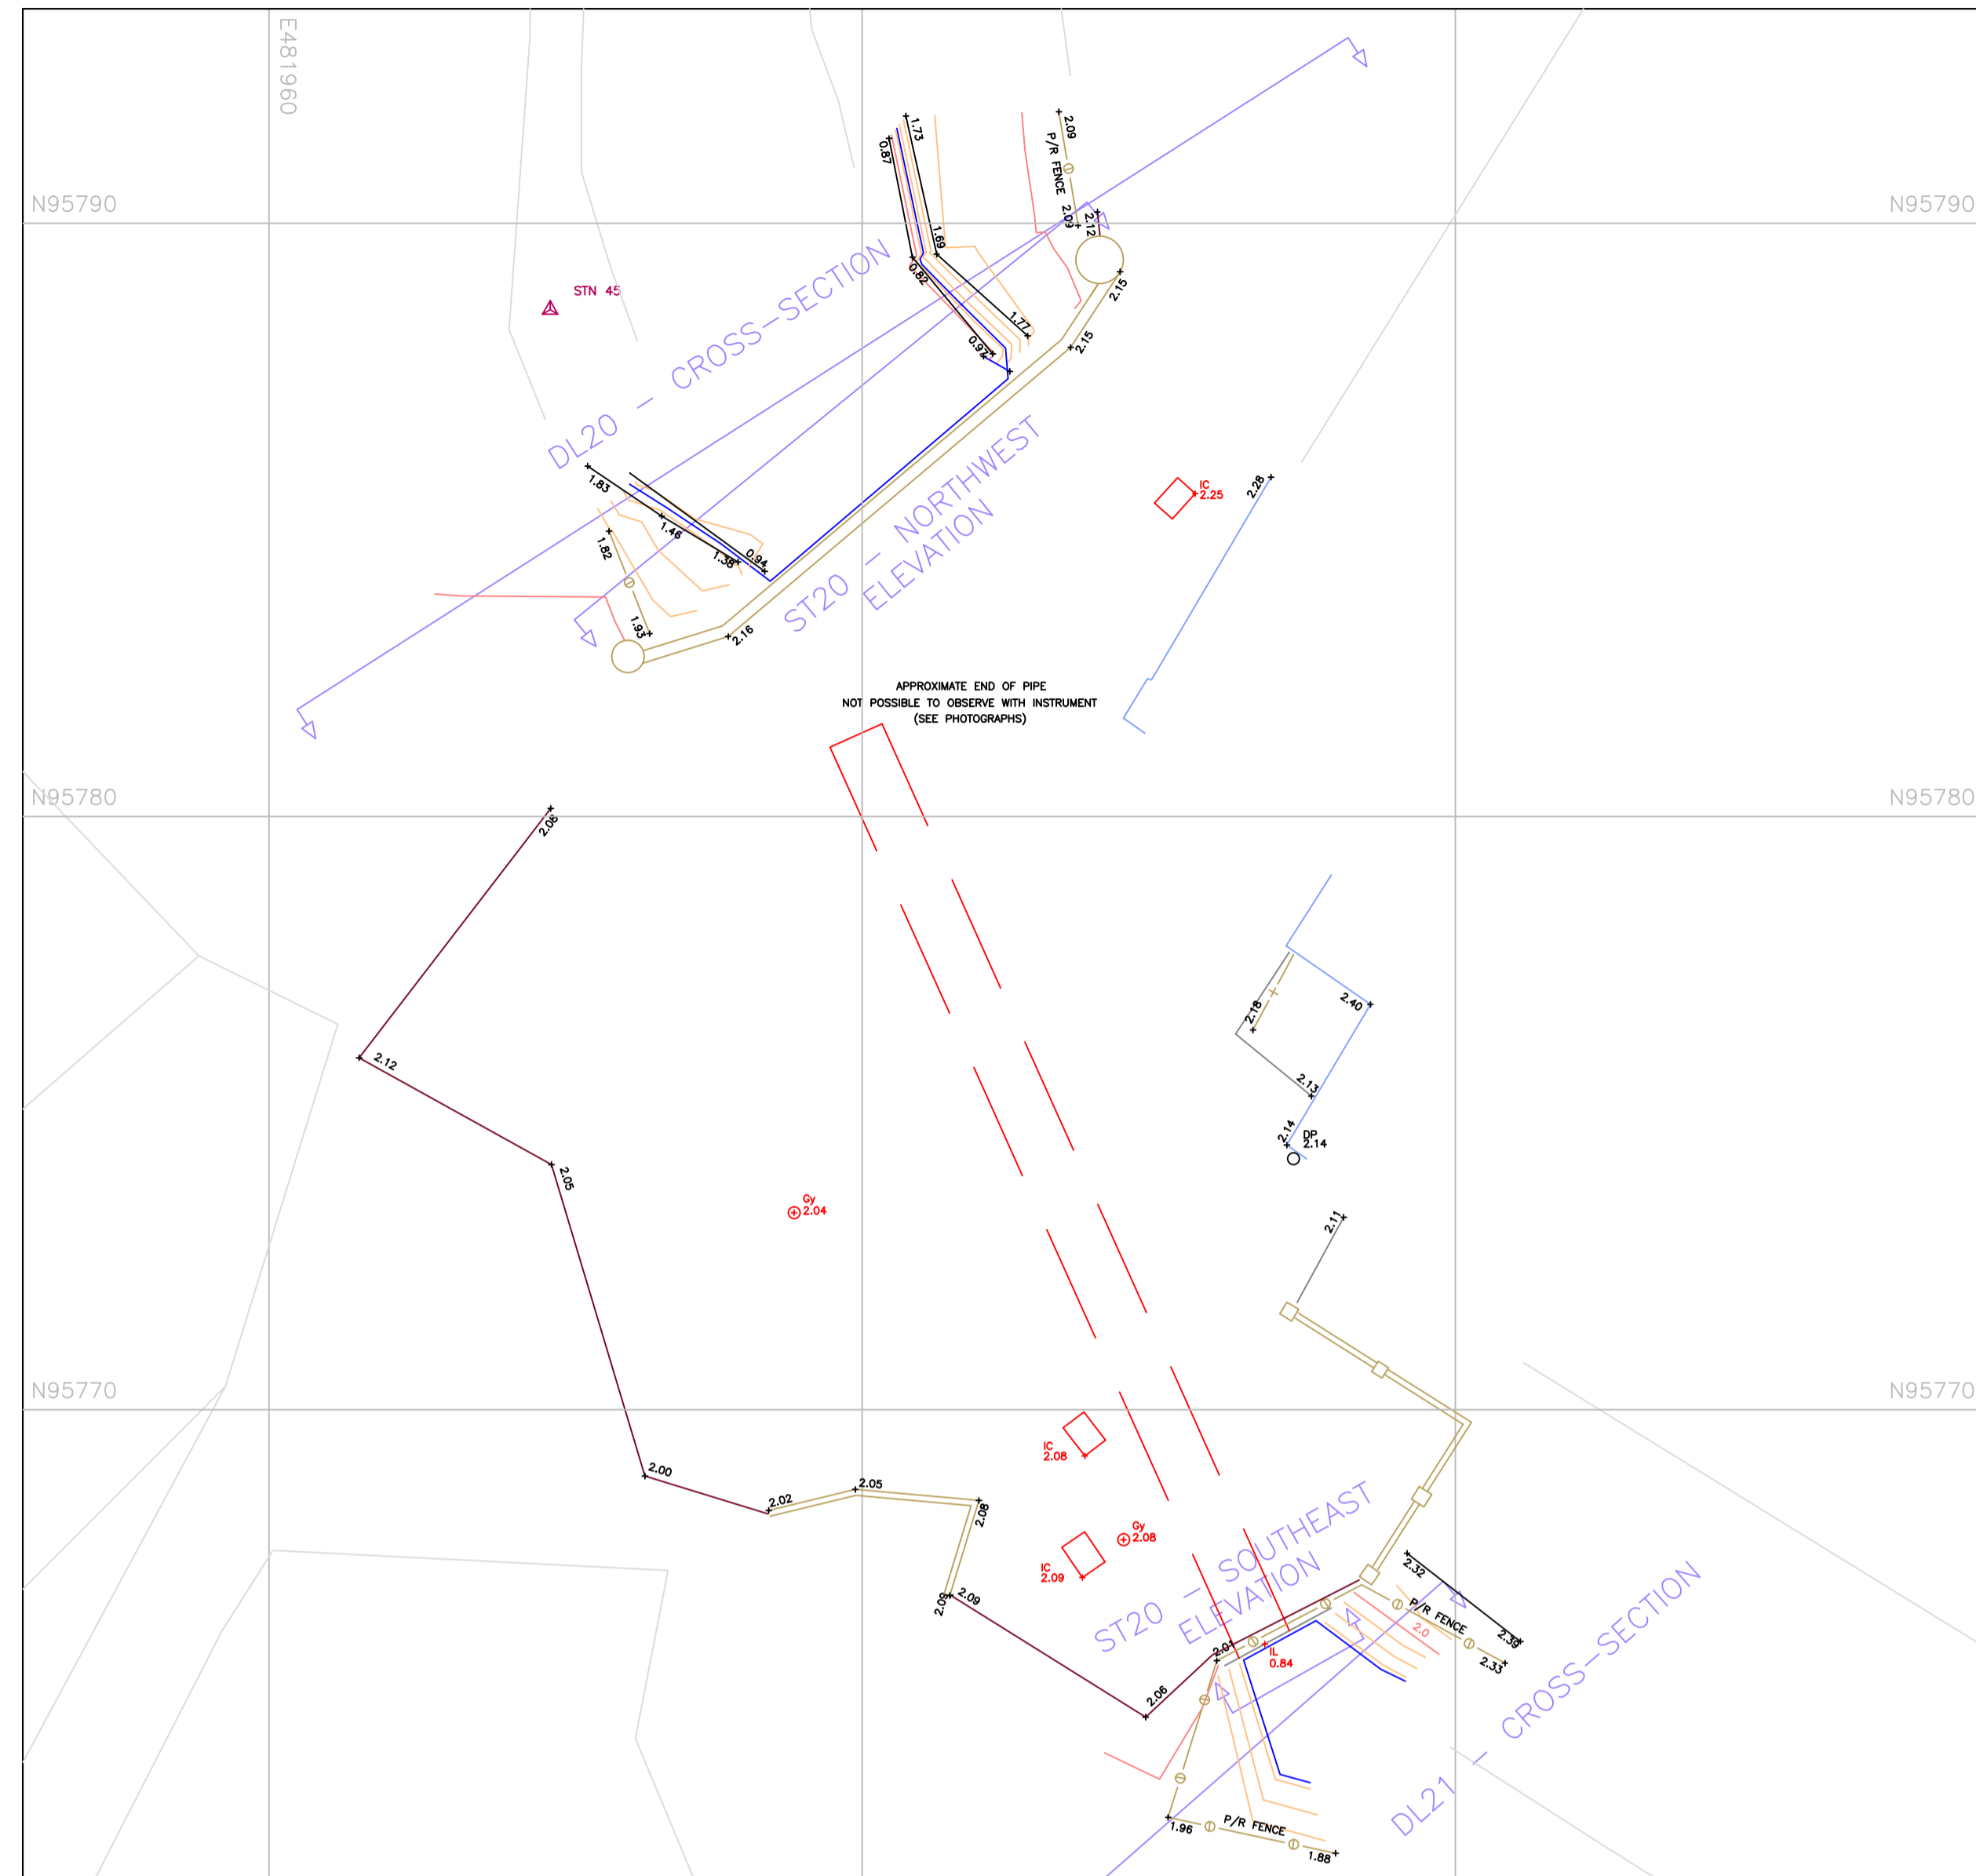 E481960
N95790
N95790
1.73
0.87
2.09
P/R FENCE
2.09
2.12
1.69
0.82
2.15
STN 45
DL20 - CROSS-SECTION
1.77
0.97
2.15
1.83
1.46
1.38
0.94
1.82
1.93
2.16
ST20 - NORTHWEST
ELEVATION
IC
2.25
2.28
APPROXIMATE END OF PIPE
NOT POSSIBLE TO OBSERVE WITH INSTRUMENT
(SEE PHOTOGRAPHS)
N95780
N95780
2.08
2.12
2.05
2.18
2.40
2.13
2.14
DP
2.14
Gy
2.04
2.11
N95770
N95770
IC
2.08
2.00
2.02
2.05
2.08
Gy
2.08
IC
2.09
2.09
2.09
ST20 - SOUTHEAST
ELEVATION
2.32
P/R FENCE
2.39
2.33
2.0
2.01
IL
0.84
2.06
DL21 - CROSS-SECTION
1.96
P/R FENCE
1.88